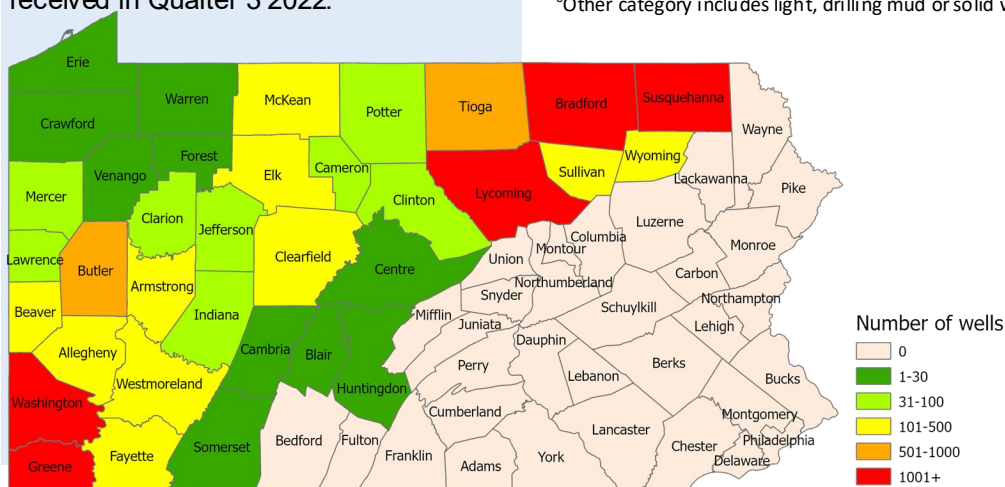 received in Quarter 3 2022.
Other category includes light, drilling mud or solid
Erie
Warren
McKean
Potter
Tioga
Bradford
Susquehanna
Crawford
Wayne
Forest
Venango
Elk
Cameron
Sullivan
Wyoming
Lackawanna
Pike
Mercer
Clarion
Clinton
Lycoming
Luzerne
Jefferson
Columbia
Montour
Monroe
Lawrence
Butler
Clearfield
Centre
Union
Carbon
Armstrong
Northumberland
Snyder
Northampton
Beaver
Indiana
Mifflin
Schuylkill
Juniata
Lehigh
Number of wells
Allegheny
Cambria
Blair
Dauphin
0
Perry
Berks
1-30
Westmoreland
Huntingdon
Lebanon
Bucks
31-100
Washington
Cumberland
Montgomery
101-500
Lancaster
Somerset
Bedford
Fulton
Philadelphia
Chester
501-1000
Fayette
Franklin
York
Delaware
Greene
Adams
1001+